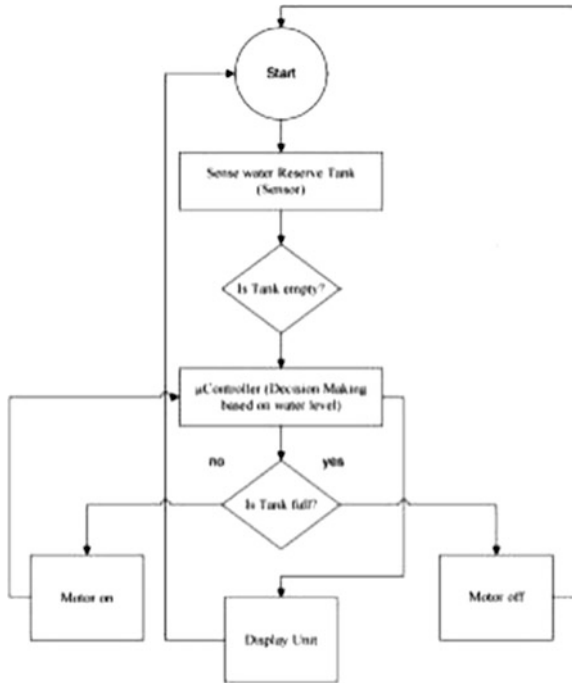 Start
Sense water Reserve Tank
(Sensor)
Is Tank empty?
µController (Decision Making
based on water level)
no
yes
Is Tank full?
Motor on
Motor off
Display Unit